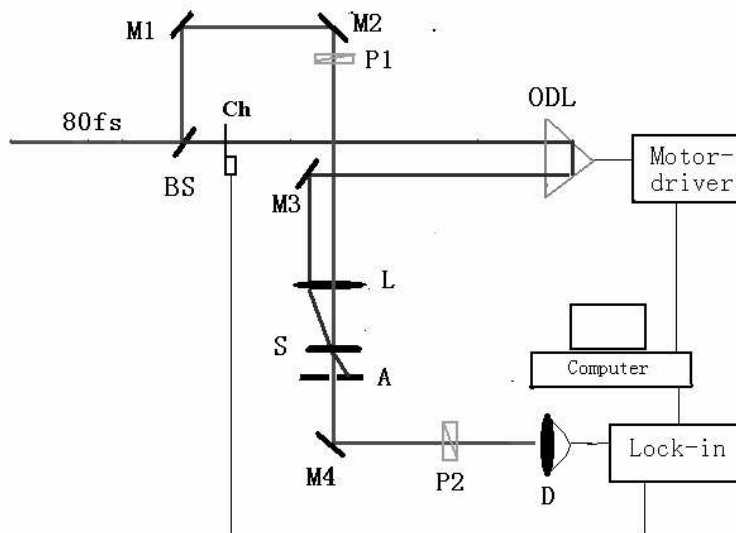 M1
M2
P1
ODL
80fs
Ch
BS
M3
Motor-
driver
L
S
A
Computer
M4
P2
D
Lock-in